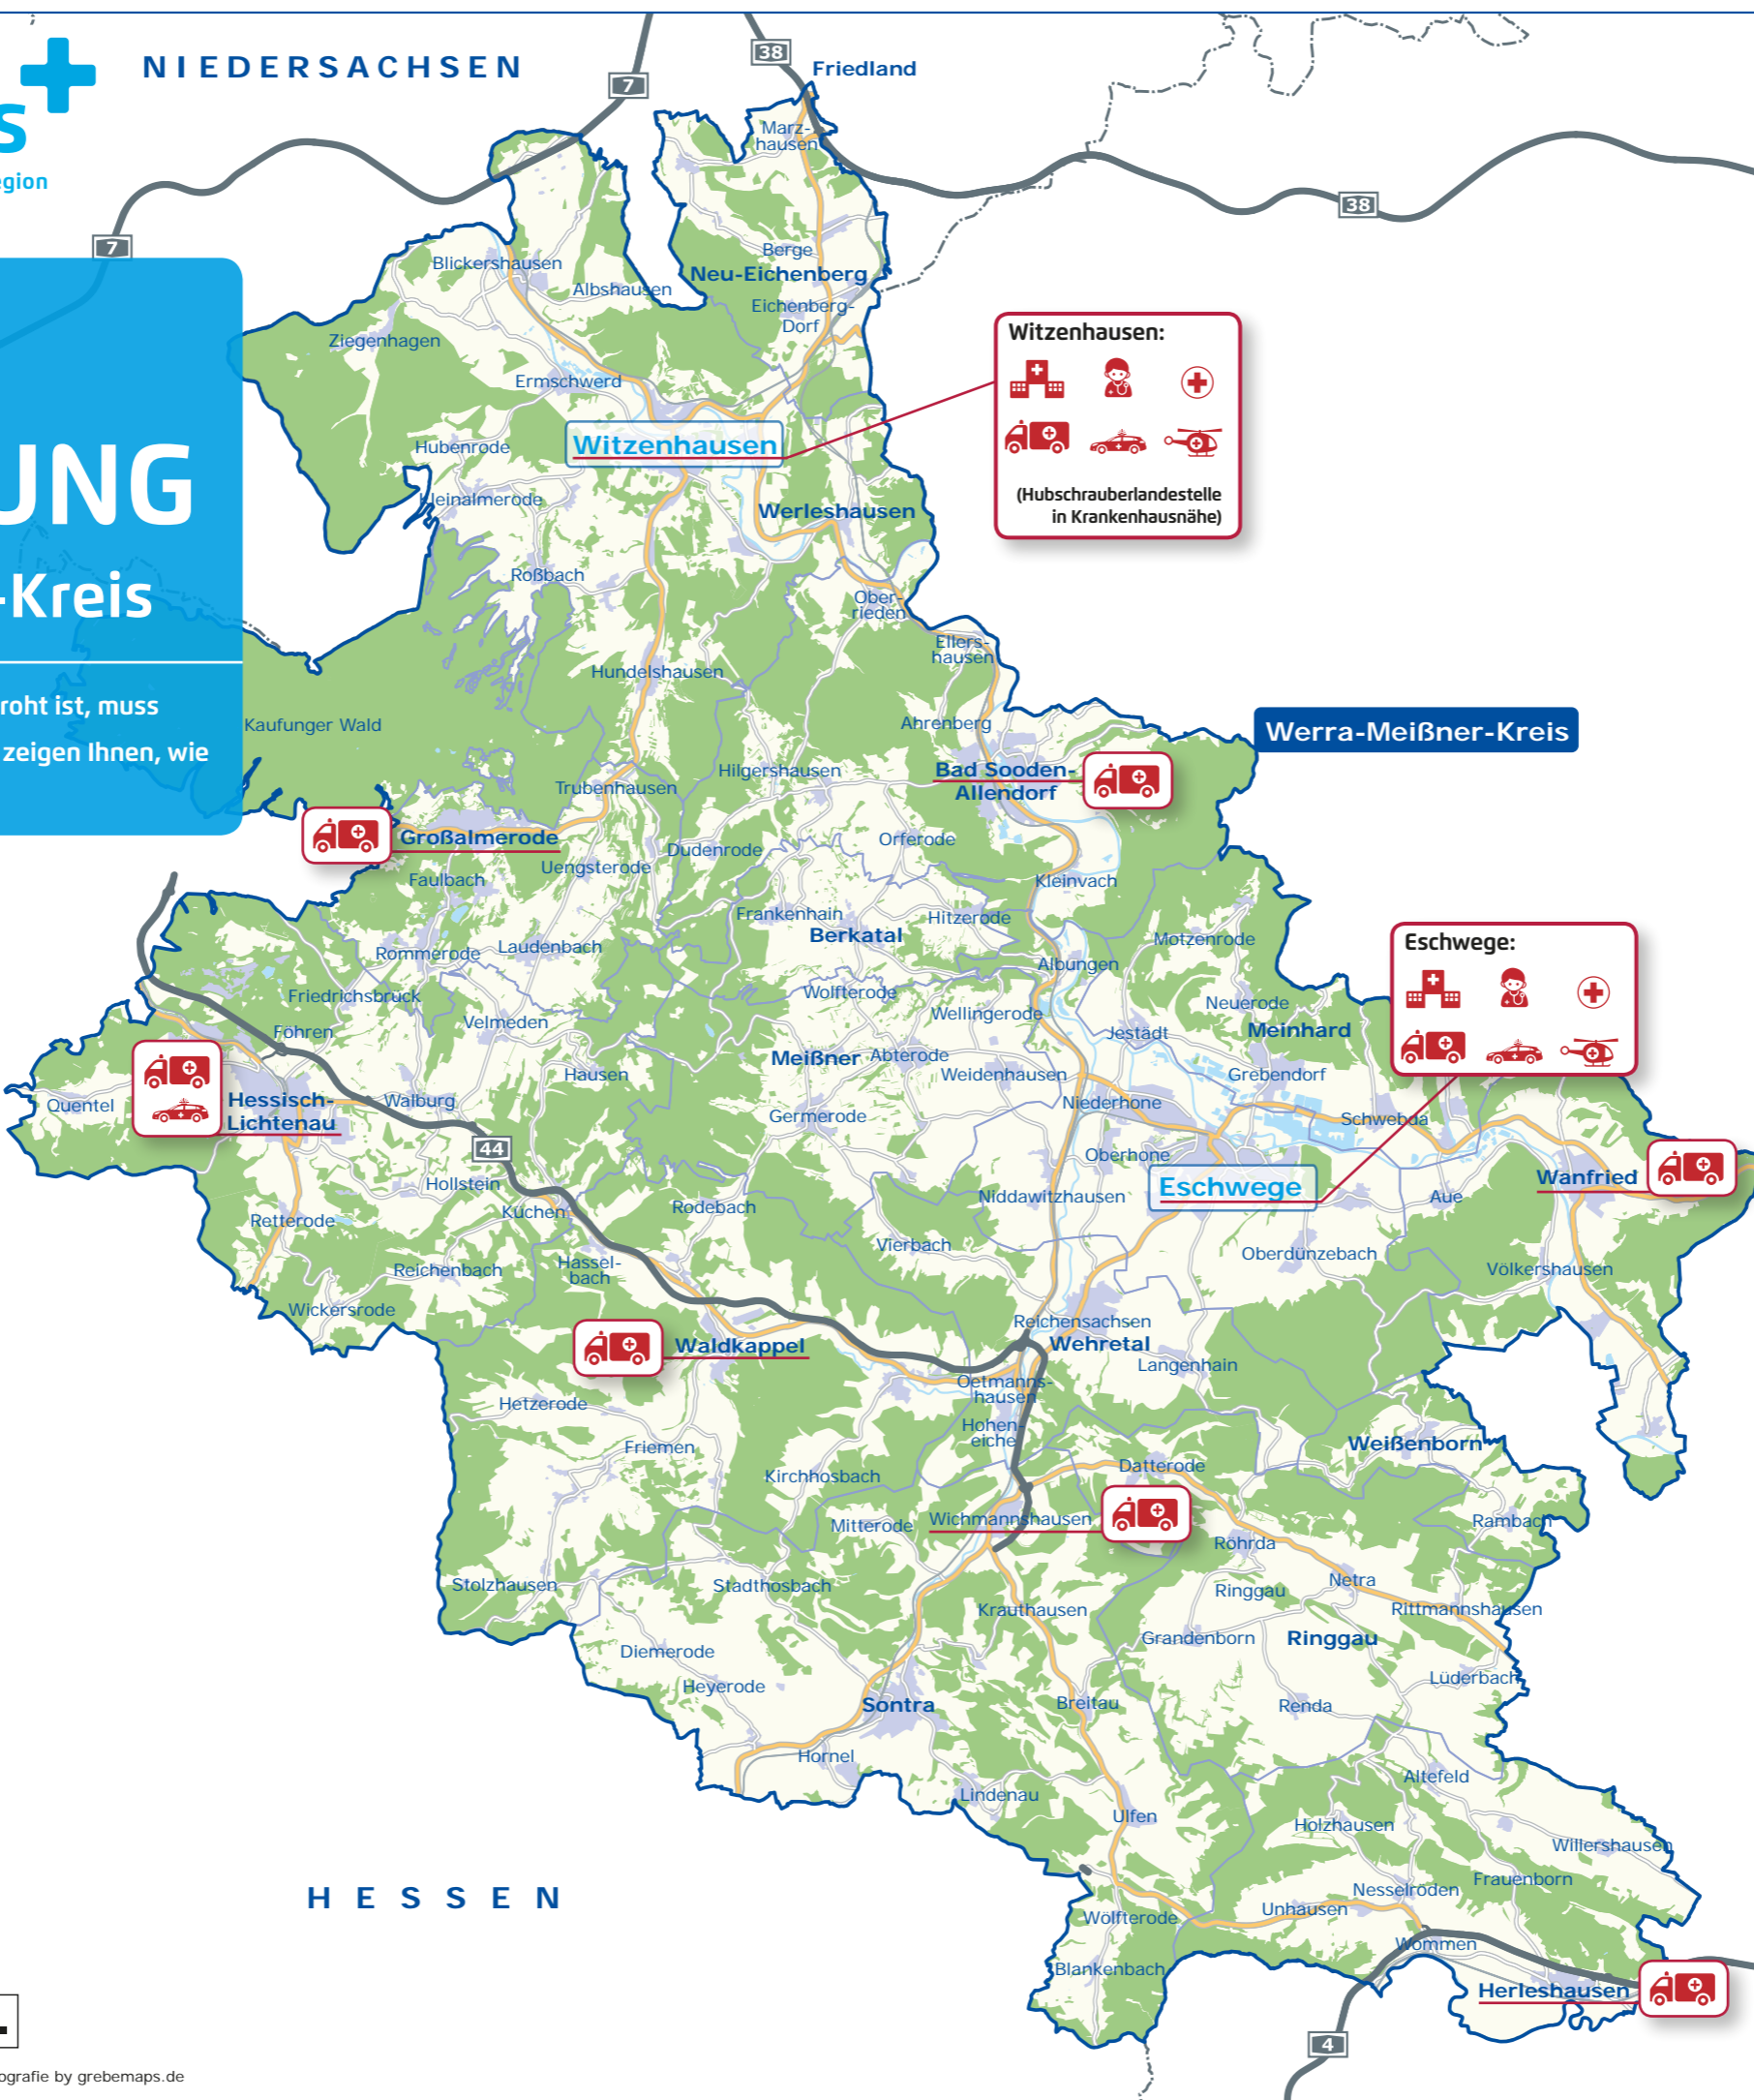 NIEDERSACHSEN
s
egion
7
38
Friedland
7
38
Marz-
hausen
Berge
Neu-Eichenberg
Eichenberg-
Dorf
Blickershausen
Albshausen
Ziegenhagen
Ermschwerd
Witzenhausen:
(Hubschrauberlandestelle
in Krankenhausnähe)
Hubenrode
Witzenhausen
Kleinalmerode
Werleshausen
UNG
-Kreis
roht ist, muss
zeigen Ihnen, wie
Roßbach
Ober-
rieden
Ellers-
hausen
Hundelshausen
Kaufunger Wald
Ahrenberg
Werra-Meißner-Kreis
Hilgershausen
Bad Sooden-
Allendorf
Trubenhausen
Großalmerode
Orferode
Dudenrode
Uengsterode
Faulbach
Kleinvach
Frankenhain
Hitzerode
Berkatal
Motzenrode
Eschwege:
Rommerode
Laudenbach
Albungen
Friedrichsbrück
Wolfterode
Neuerode
Wellingerode
Velmeden
Föhren
Jestädt
Meinhard
Meißner
Abterode
Hausen
Weidenhausen
Grebendorf
Quentel
Hessisch-
Lichtenau
Walburg
Germerode
Niederhone
Schwebda
44
Oberhone
Hollstein
Eschwege
Wanfried
Niddawitzhausen
Aue
Küchen
Rodebach
Retterode
Vierbach
Oberdünzebach
Reichenbach
Hassel-
bach
Völkershausen
Wickersrode
Reichensachsen
Waldkappel
Wehretal
Langenhain
Oetmanns-
hausen
Hetzerode
Hohen-
eiche
Friemen
Weißenborn
Kirchhosbach
Datterode
Mitterode
Wichmannshausen
Rambach
Röhrda
Stolzhausen
Stadthosbach
Ringgau
Netra
Krauthausen
Rittmannshausen
Grandenborn
Ringgau
Diemerode
Lüderbach
Heyerode
Sontra
Breitau
Renda
Hornel
Altefeld
Lindenau
Ulfen
Holzhausen
Willershausen
Frauenborn
HESSEN
Nesselröden
Unhausen
Wölfterode
Wommen
Blankenbach
Herleshausen
4
ografie by grebemaps.de